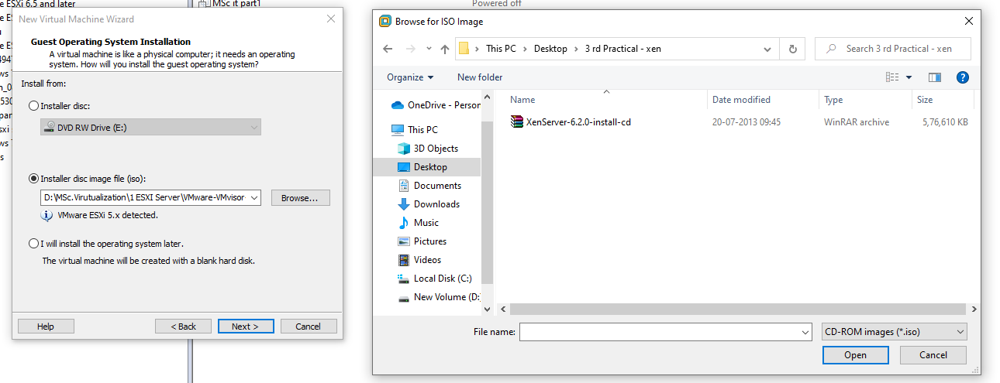 e ESXi 6.5 and later
MSc it part1
Powered off
New Virtual Machine Wizard
Guest Operating System Installation
A virtual machine is like a physical computer; it needs an operating
system. How will you install the guest operating system?
Install from:
Installer disc:
DVD RW Drive (E:)
Installer disc image file (iso):
D:\MSc.Virutualization\1 ESXI Server\VMware-VMvisor-
Browse...
VMware ESXi 5.x detected.
I will install the operating system later.
The virtual machine will be created with a blank hard disk.
Help
< Back
Next >
Cancel
Browse for ISO Image
This PC > Desktop > 3 rd Practical - xen
Search 3 rd Practical - xen
Organize
New folder
OneDrive - Person
This PC
3D Objects
Desktop
Documents
Downloads
Music
Pictures
Videos
Local Disk (C:)
New Volume (D:
Name
Date modified
Type
Size
XenServer-6.2.0-install-cd
20-07-2013 09:45
WinRAR archive
5,76,610 KB
File name:
CD-ROM images (*.iso)
Open
Cancel